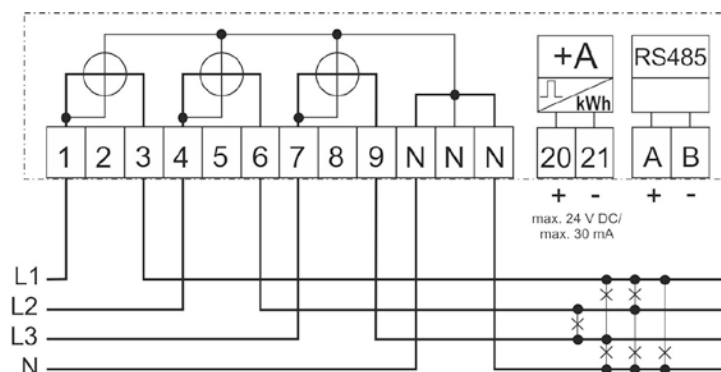 +A
RS485
kWh
1 2 3 4 5 6 7 8 9 N N N 20 21 A B
+ - + -
max. 24 V DC/
max. 30 mA
L1
L2
L3
N